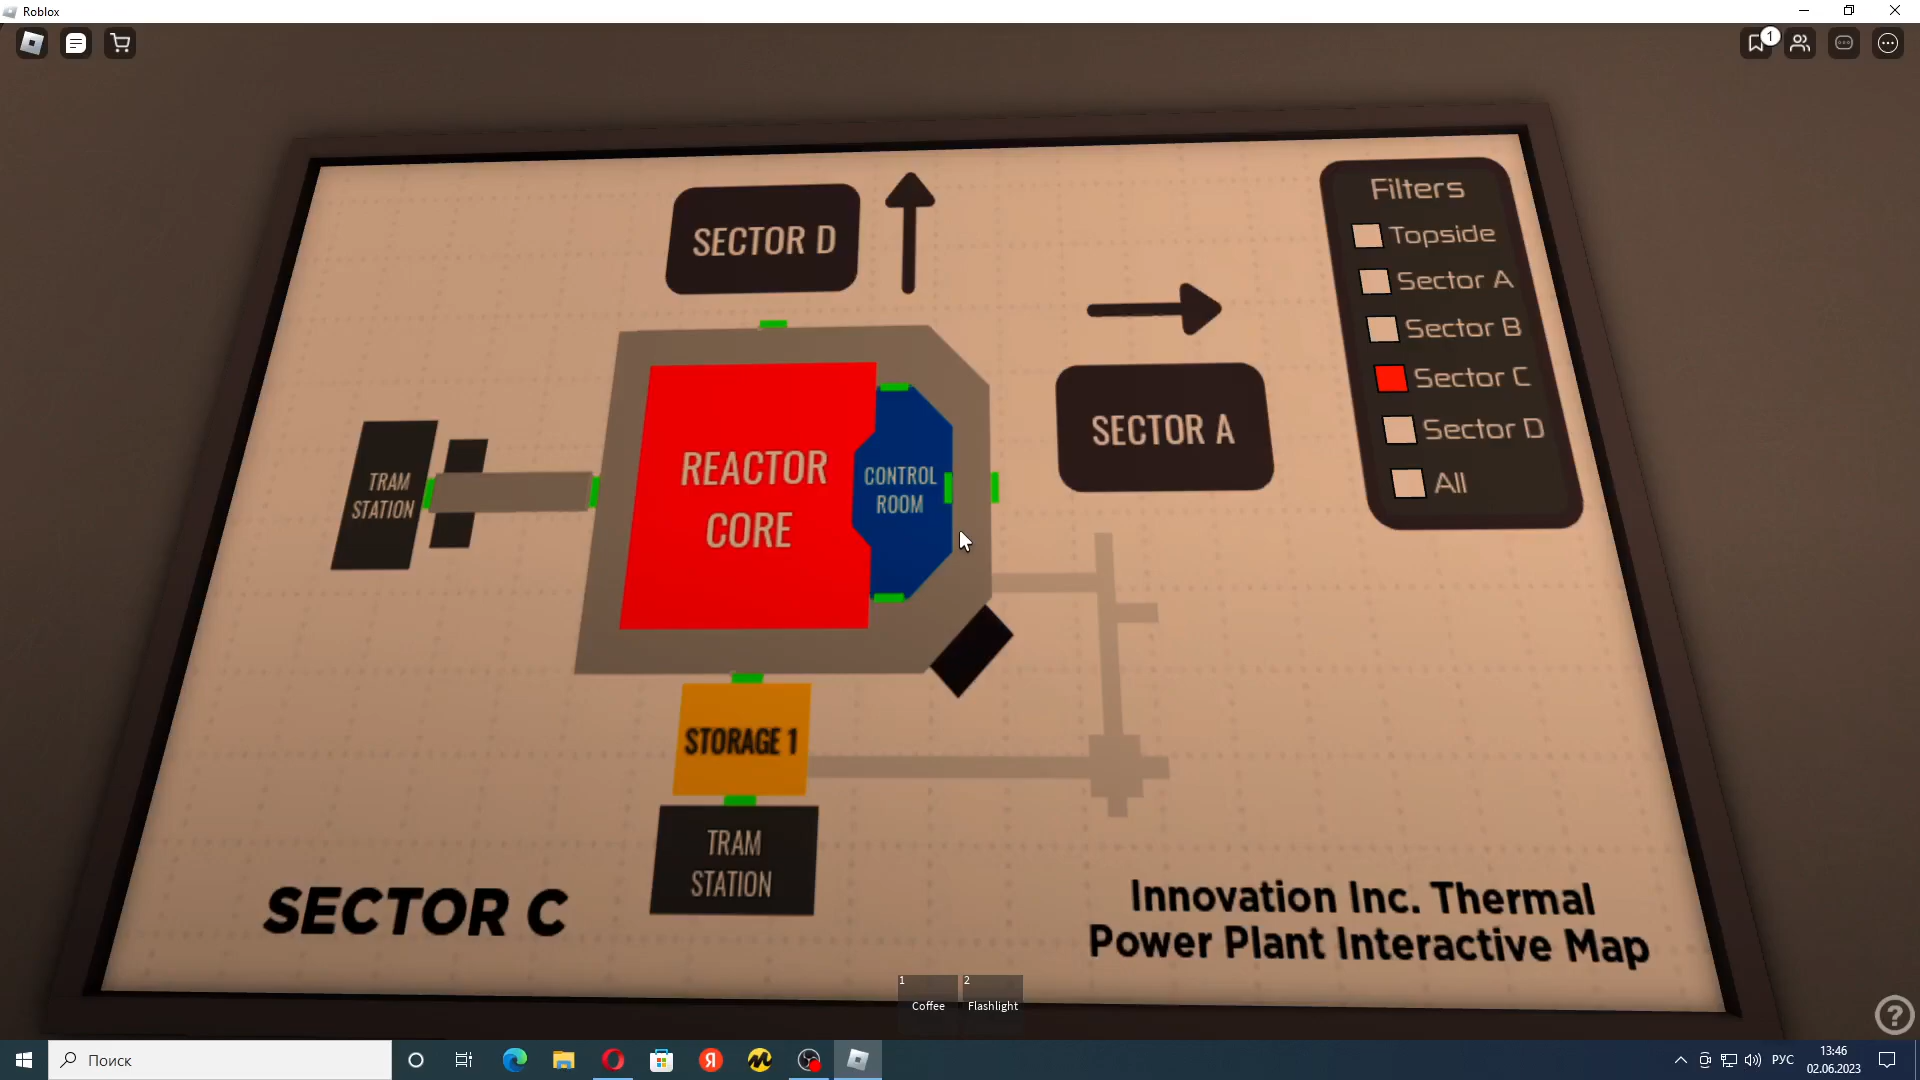 Roblox
1
Filters
Topside
Sector A
Sector B
Sector C
Sector D
All
SECTOR D
SECTOR A
REACTOR
CORE
CONTROL
ROOM
TRAM
STATION
STORAGE 1
TRAM
STATION
SECTOR C
Innovation Inc. Thermal
Power Plant Interactive Map
1
Coffee
2
Flashlight
?
Поиск
Я
РУС
13:46
02.06.2023